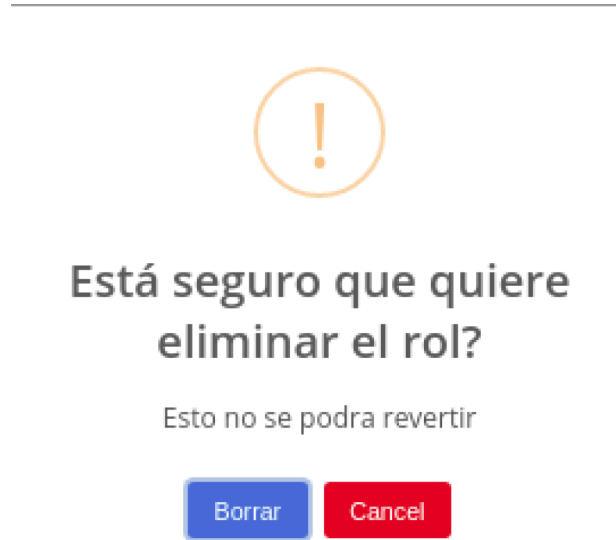 Está seguro que quiere
eliminar el rol?
Esto no se podra revertir
Borrar Cancel